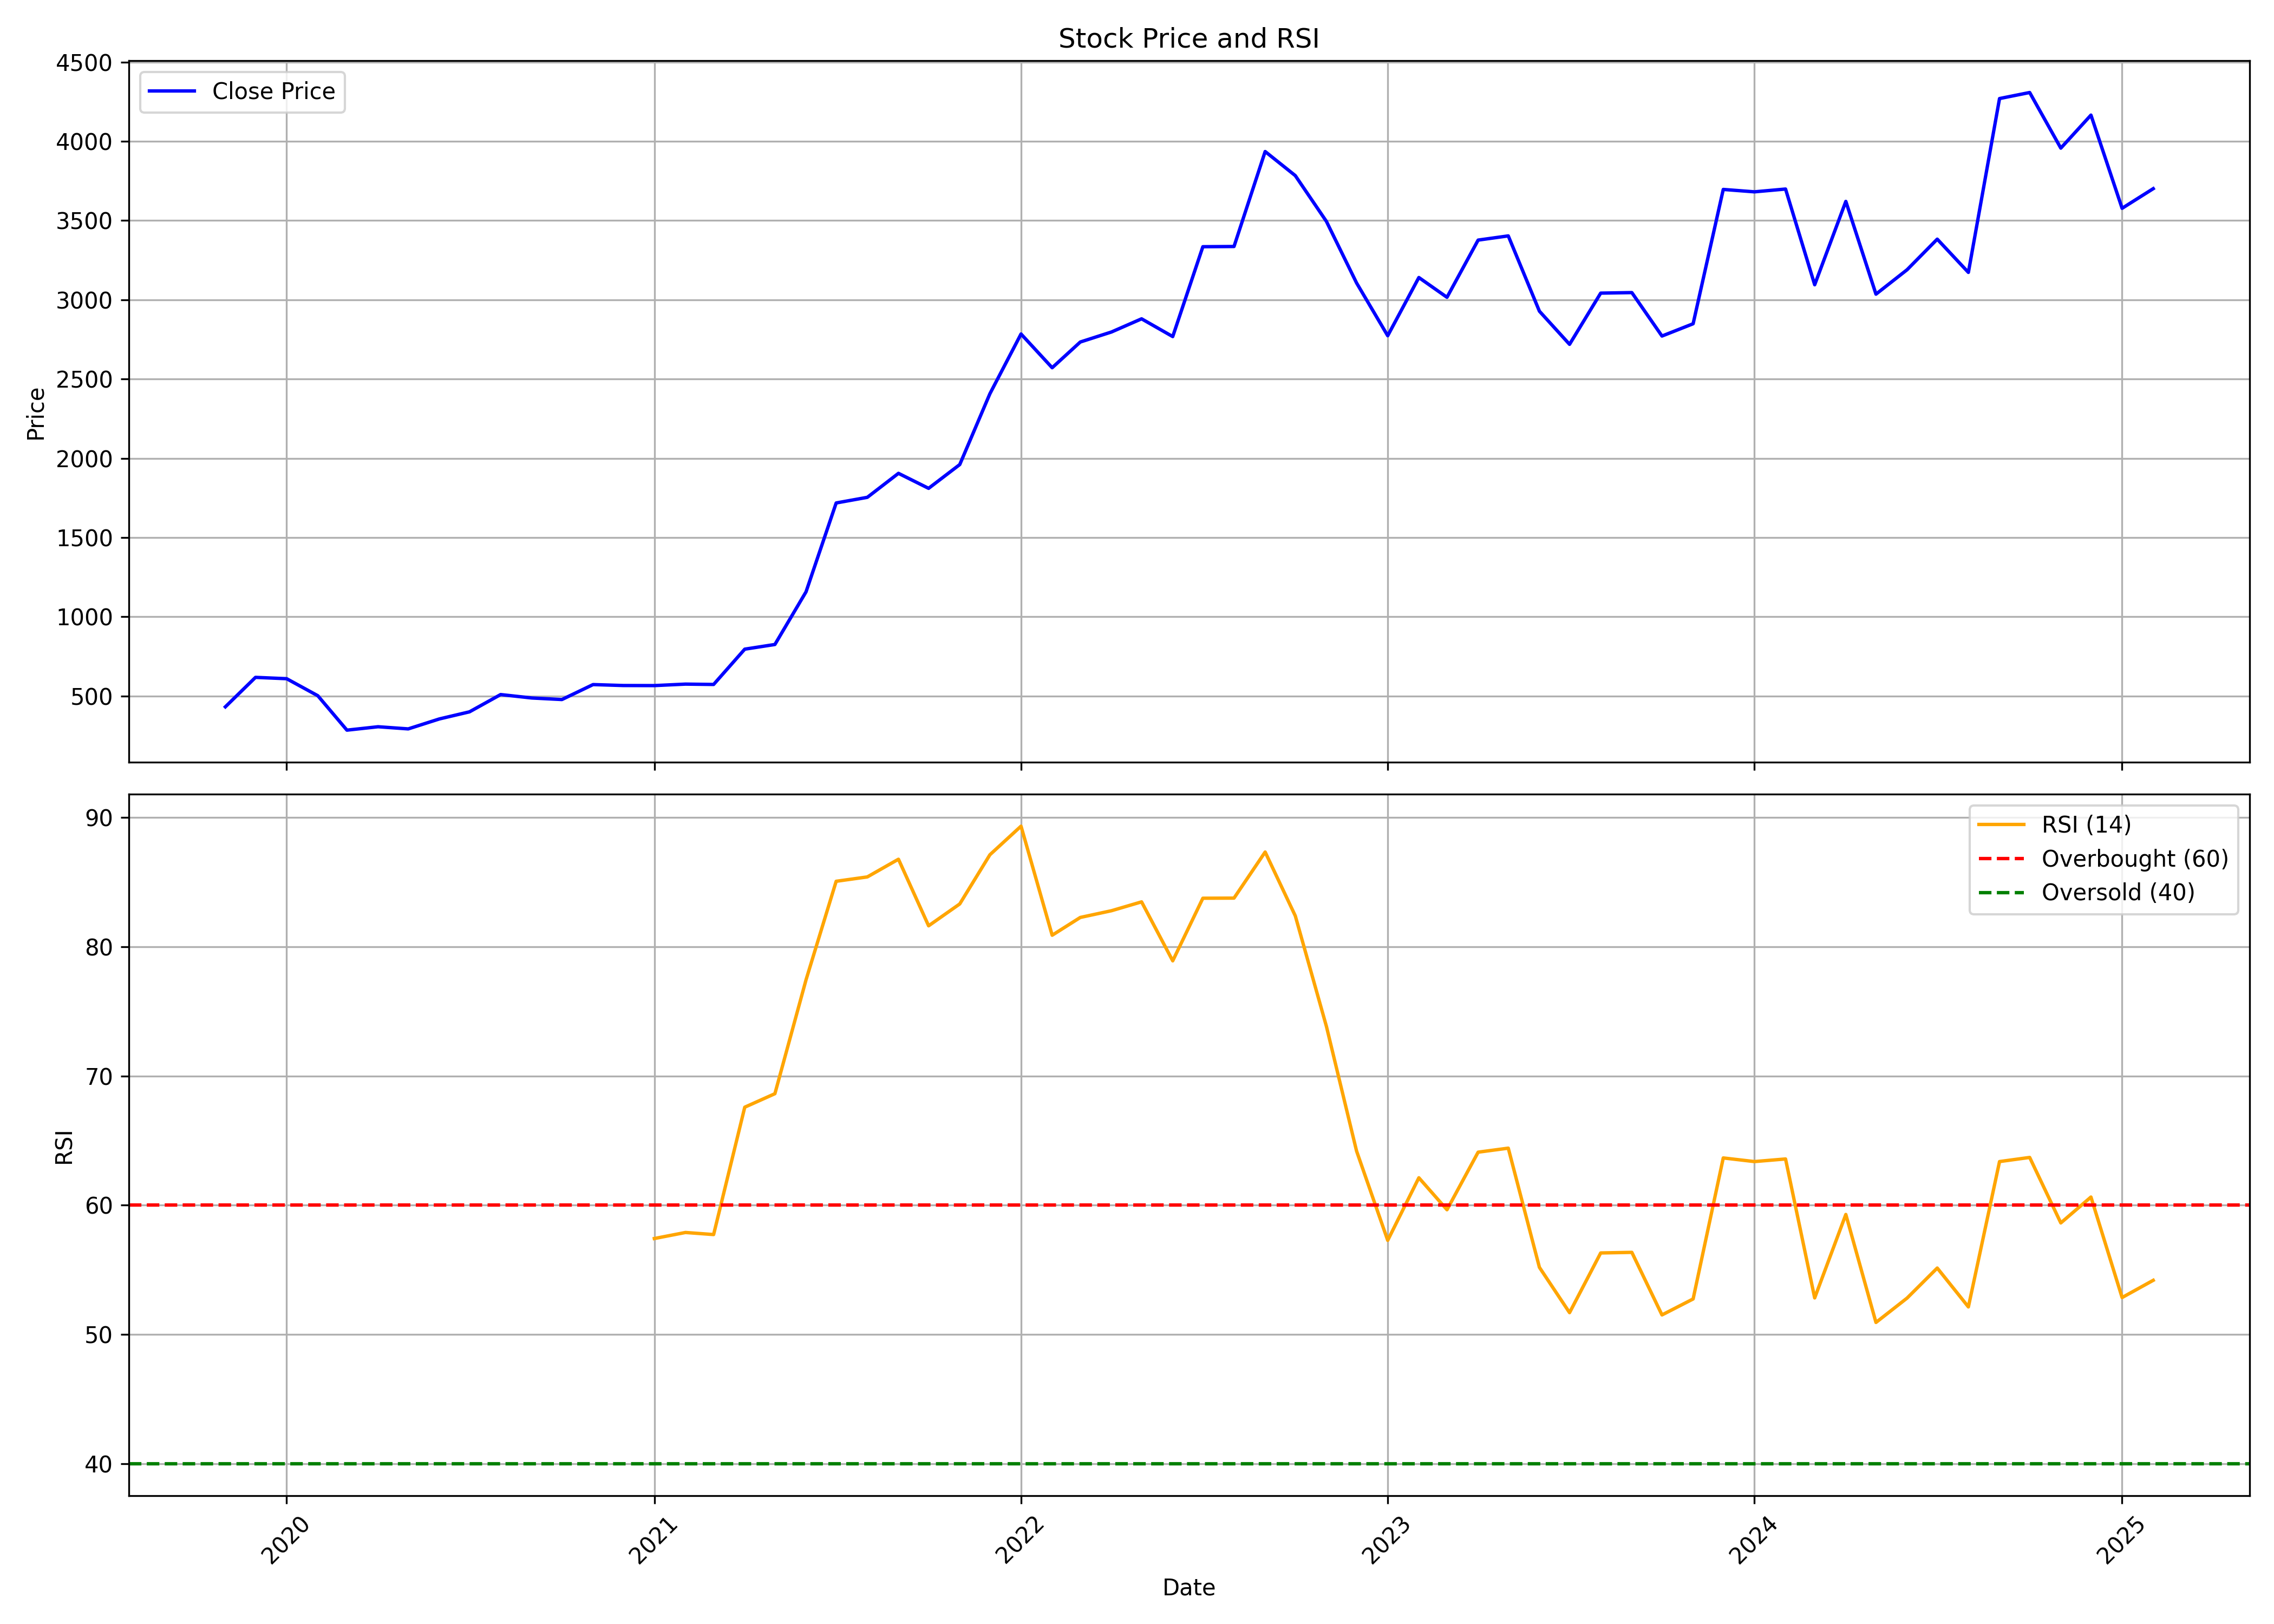 Stock Price and RSI
Close Price
4500
4000
3500
3000
2500
2000
1500
1000
500
Price
RSI (14)
Overbought (60)
Oversold (40)
90
80
70
60
50
40
RSI
2020
2021
2022
2023
2024
2025
Date